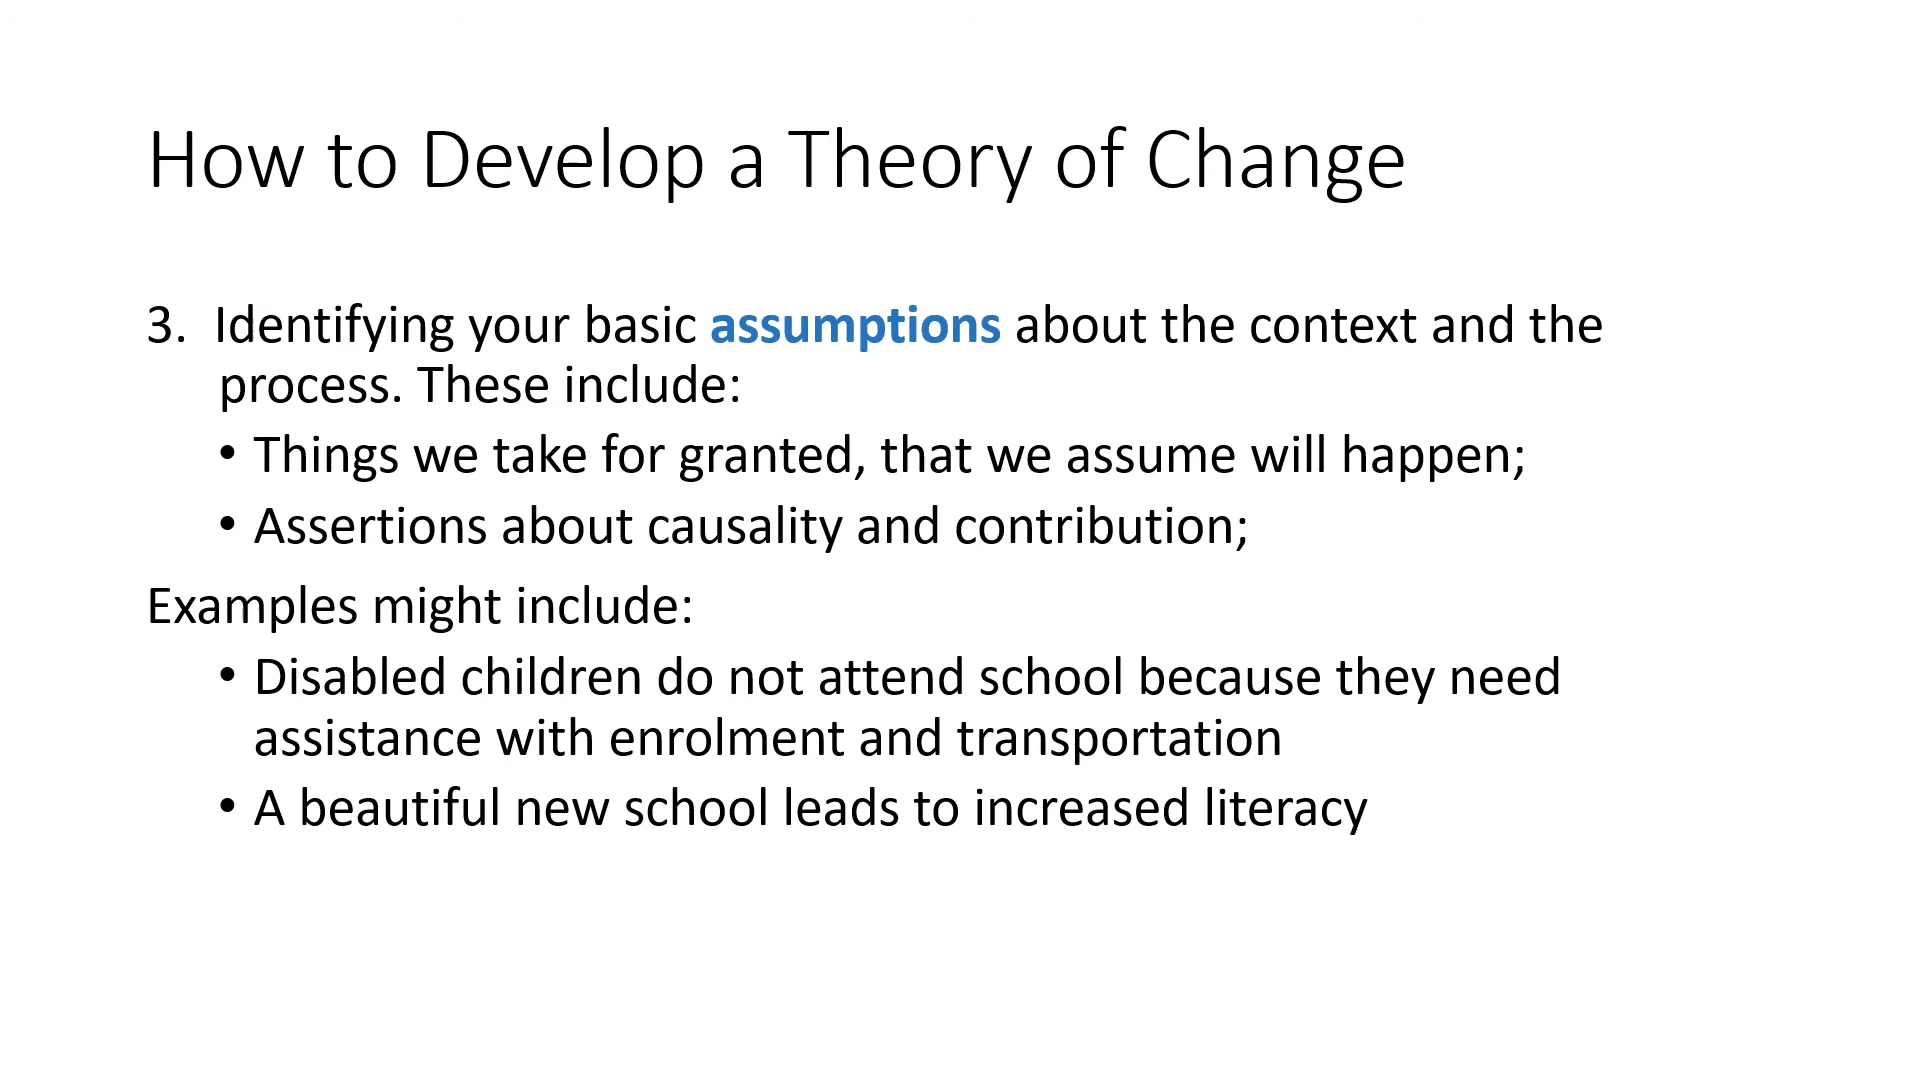 How to Develop a Theory of Change
3. Identifying your basic assumptions about the context and the
process. These include:
• Things we take for granted, that we assume will happen;
• Assertions about causality and contribution;
Examples might include:
• Disabled children do not attend school because they need
assistance with enrolment and transportation
• A beautiful new school leads to increased literacy